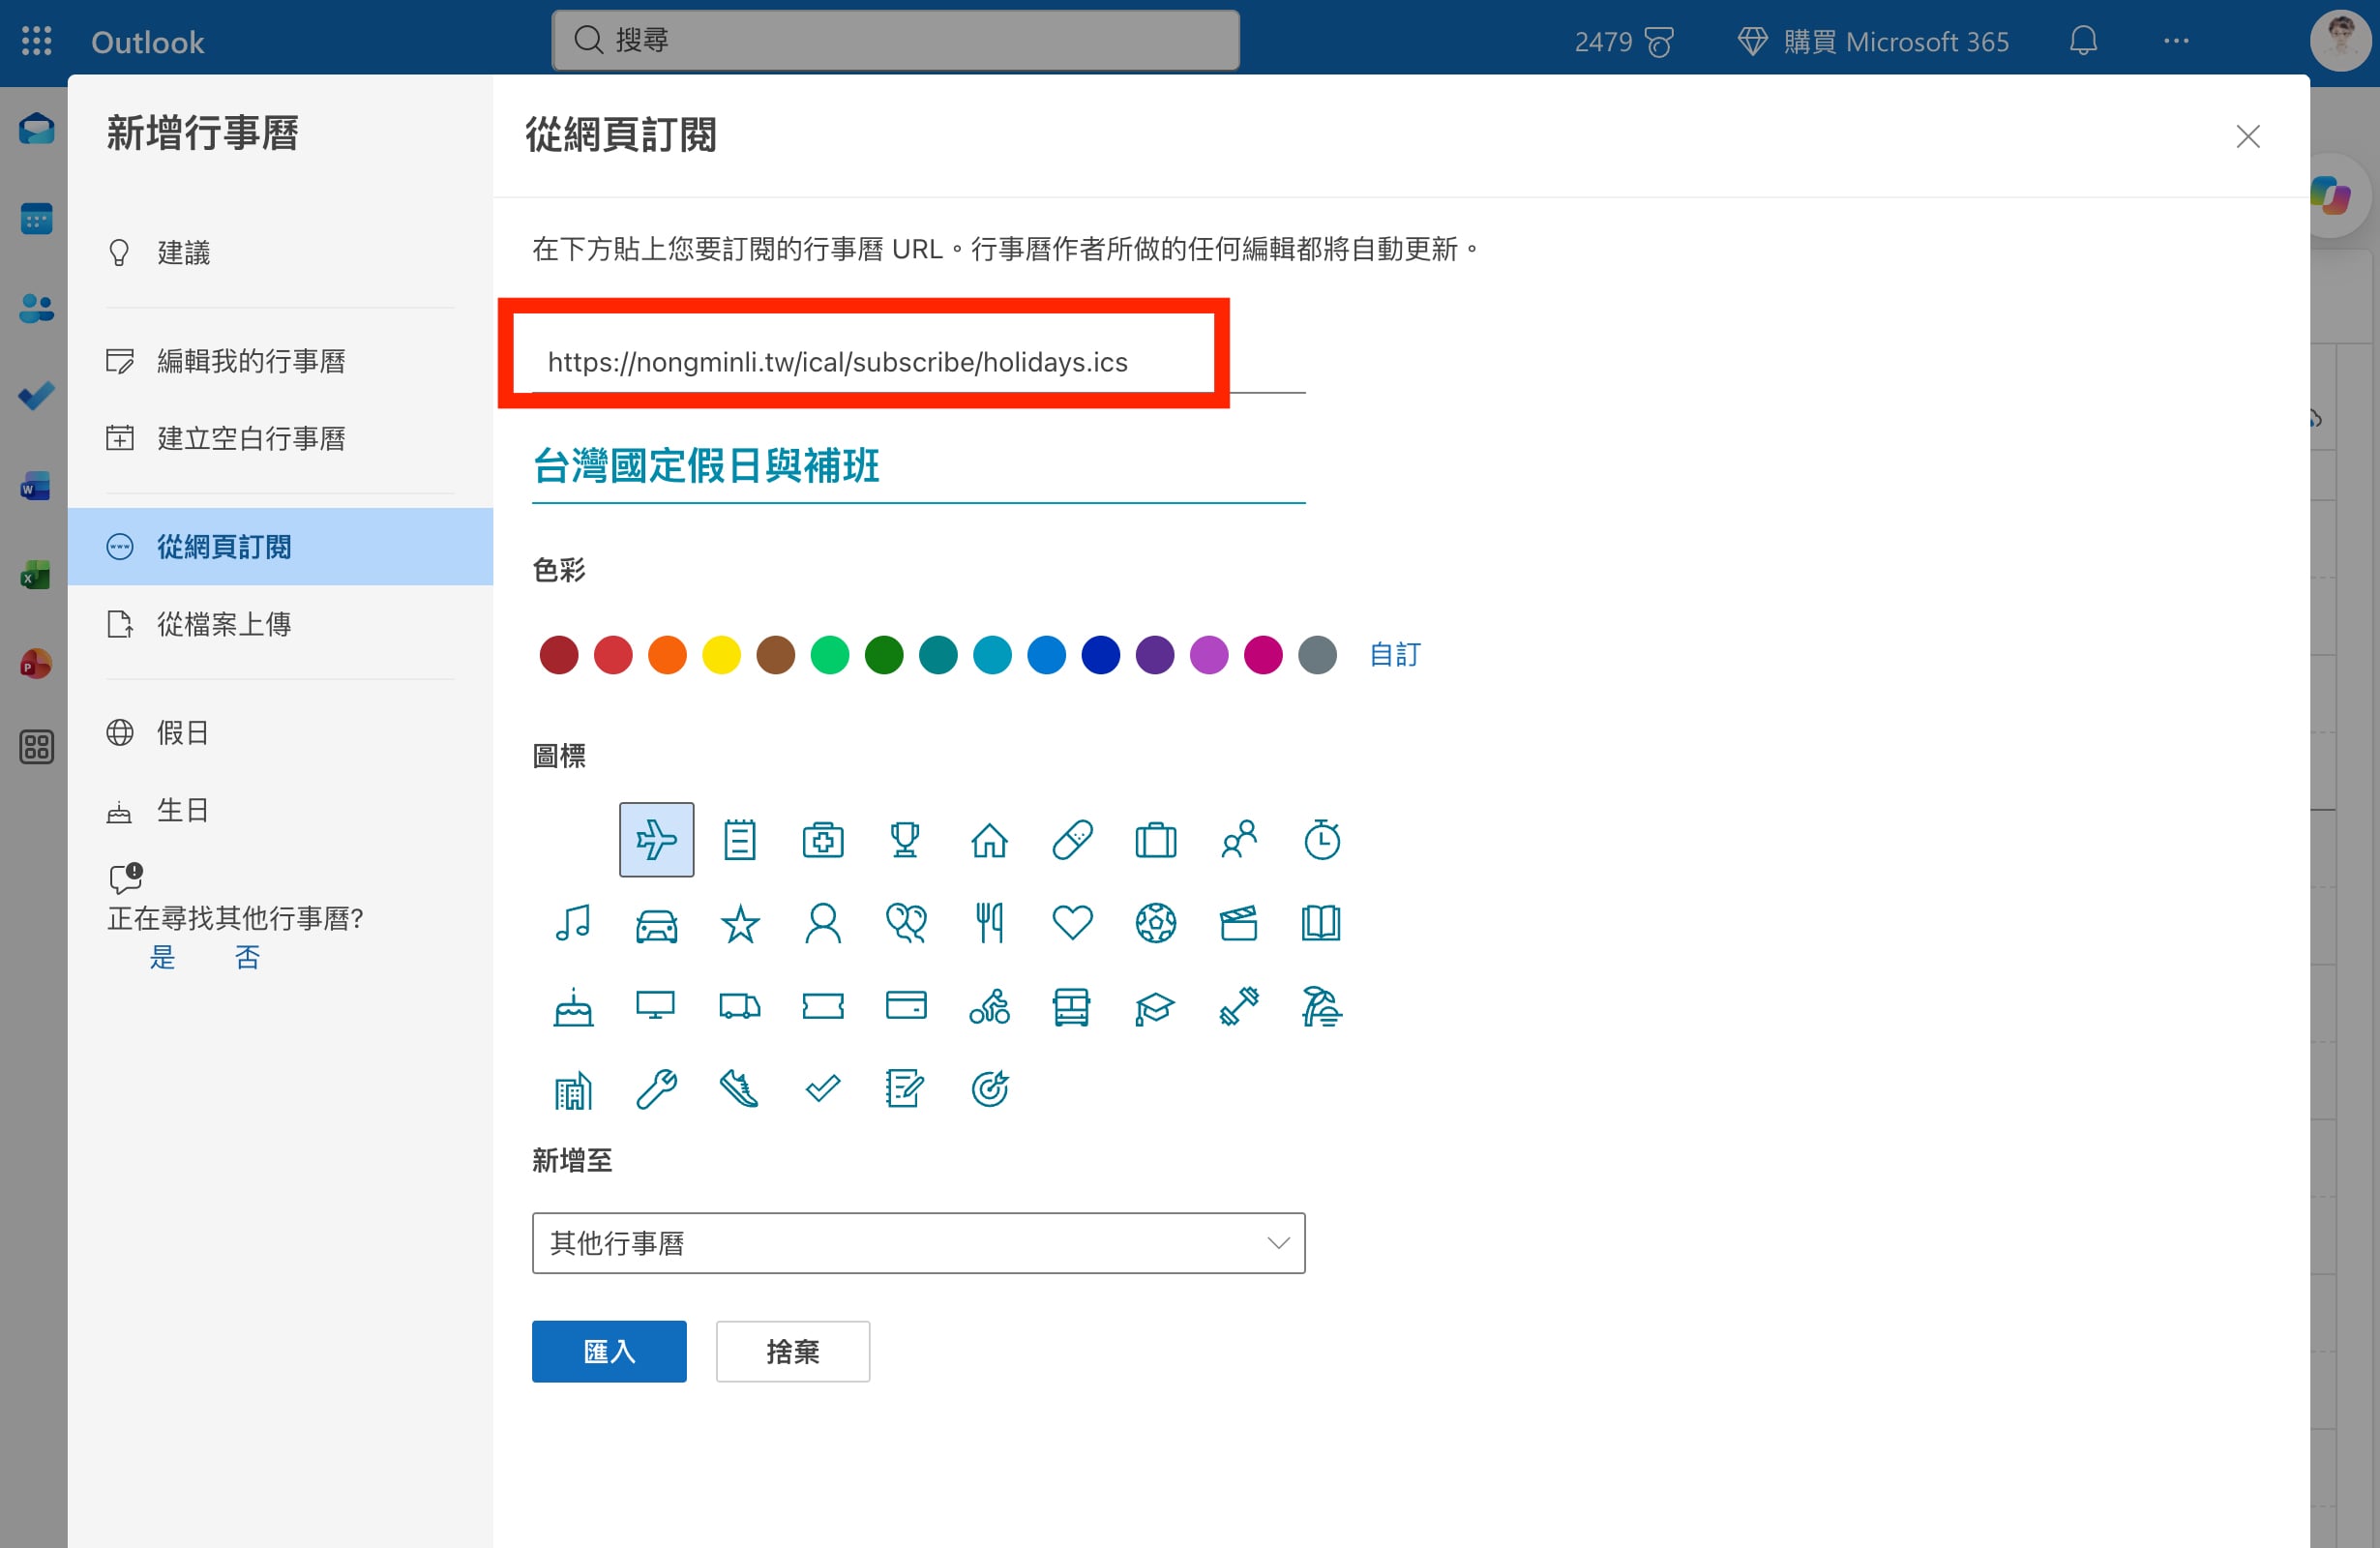 Outlook
搜尋
2479
購買 Microsoft 365
新增行事曆
建議
編輯我的行事曆
建立空白行事曆
從網頁訂閱
從檔案上傳
假日
生日
正在尋找其他行事曆?
是 否
從網頁訂閱
在下方貼上您要訂閱的行事曆 URL。行事曆作者所做的任何編輯都將自動更新。
https://nongminli.tw/ical/subscribe/holidays.ics
台灣國定假日與補班
色彩
自訂
圖標
新增至
其他行事曆
匯入
捨棄